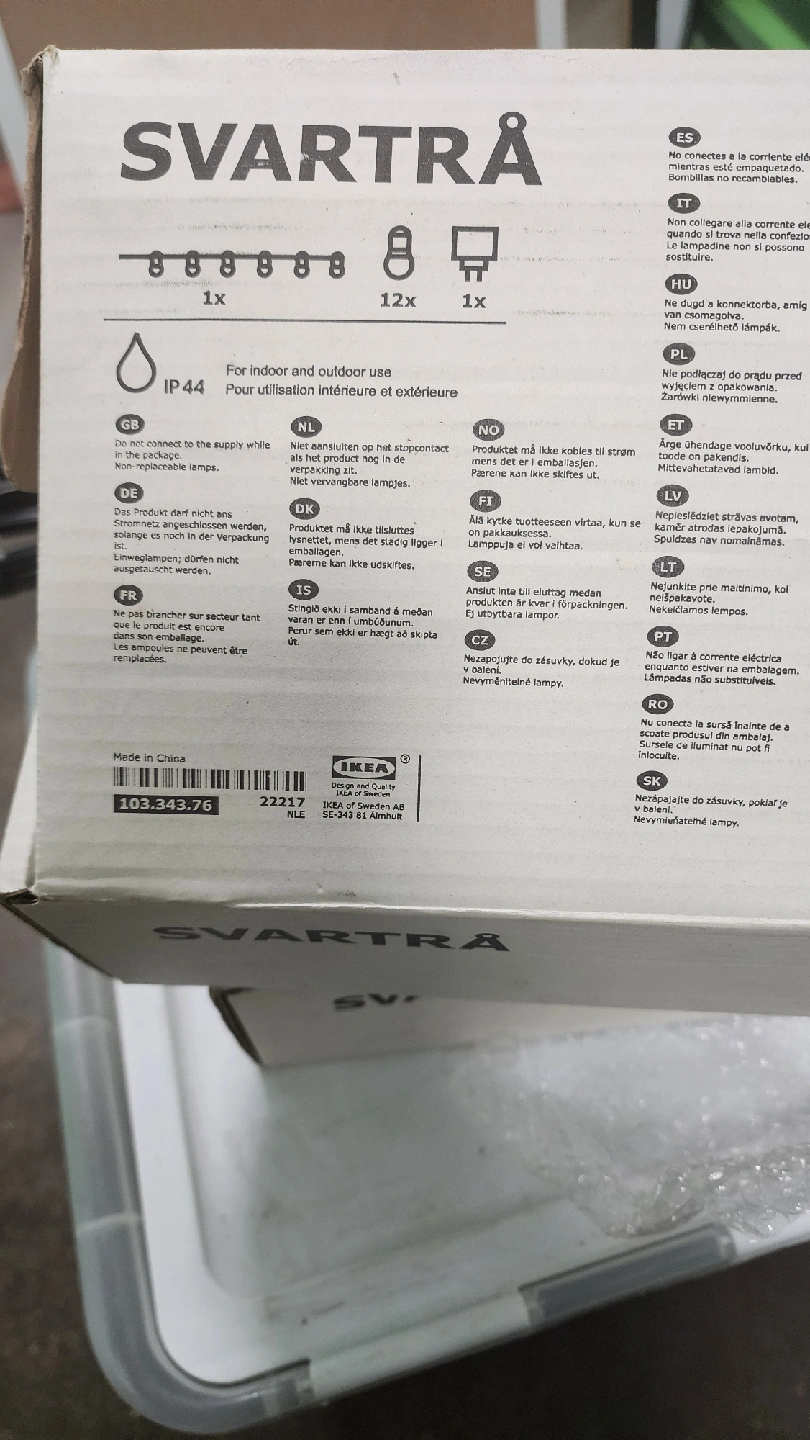 SVARTRÅ
1x
12x
1x
IP 44
For indoor and outdoor use
Pour utilisation intérieure et extérieure
GB
Do not connect to the supply while
in the package.
Non-replaceable lamps.
DE
Das Produkt darf nicht ans
Stromnetz angeschlossen werden,
solange es noch in der Verpackung
ist.
Einweglampen; dürfen nicht
ausgetauscht werden.
FR
Ne pas brancher sur secteur tant
que le produit est encore
dans son emballage.
Les ampoules ne peuvent être
remplacées.
NL
Niet aansluiten op het stopcontact
als het product nog in de
verpakking zit.
Niet vervangbare lampjes.
DK
Produktet må ikke tilsluttes
lysnettet, mens det stadig ligger i
emballagen.
Pærerne kan ikke udskiftes.
IS
Stingið ekki í samband á meðan
varan er enn í umbúðunum.
Perur sem ekki er hægt að skipta
út.
NO
Produktet må ikke kobles til strøm
mens det er i emballasjen.
Pærene kan ikke skiftes ut.
FI
Älä kytke tuotteeseen virtaa, kun se
on pakkauksessa.
Lamppuja ei voi vaihtaa.
SE
Anslut inte till eluttag medan
produkten är kvar i förpackningen.
Ej utbytbara lampor.
CZ
Nezapojujte do zásuvky, dokud je
v balení.
Nevyměnitelné lampy.
ES
No conectes a la corriente elé
mientras esté empaquetado.
Bombillas no recambiables.
IT
Non collegare alla corrente ele
quando si trova nella confezio
Le lampadine non si possono
sostituire.
HU
Ne dugd a konnektorba, amíg
van csomagolva.
Nem cserélhető lámpák.
PL
Nie podłączaj do prądu przed
wyjęciem z opakowania.
Żarówki niewymienne.
ET
Ärge ühendage vooluvõrku, kui
toode on pakendis.
Mittevahetatavad lambid.
LV
Nepieslēdziet strāvas avotam,
kamēr atrodas iepakojumā.
Spuldzes nav nomaināmas.
LT
Nejunkite prie maitinimo, kol
neišpakavote.
Nekeičiamos lempos.
PT
Não ligar à corrente eléctrica
enquanto estiver na embalagem.
Lâmpadas não substituíveis.
RO
Nu conecta la sursă înainte de a
scoate produsul din ambalaj.
Sursele de iluminat nu pot fi
înlocuite.
SK
Nezápajajte do zásuvky, pokiaľ je
v balení.
Nevymieňateľné lampy.
Made in China
103.343.76
22217
NLE
IKEA®
Design and Quality
IKEA of Sweden
IKEA of Sweden AB
SE-343 81 Älmhult
SVARTRÅ
SV